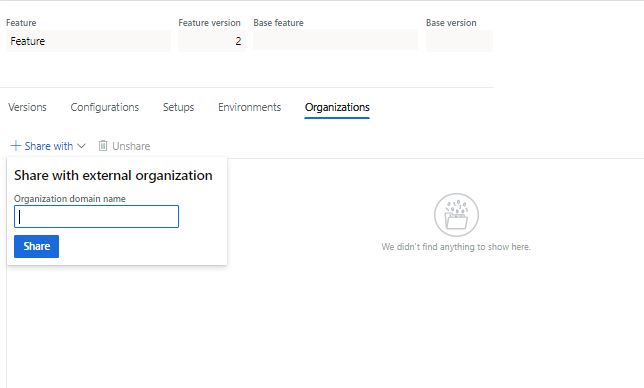 Feature Feature version Base feature Base version
Feature 2
Versions Configurations Setups Environments Organizations
Share with Unshare
Share with external organization
Organization domain name
Share
We didn't find anything to show here.